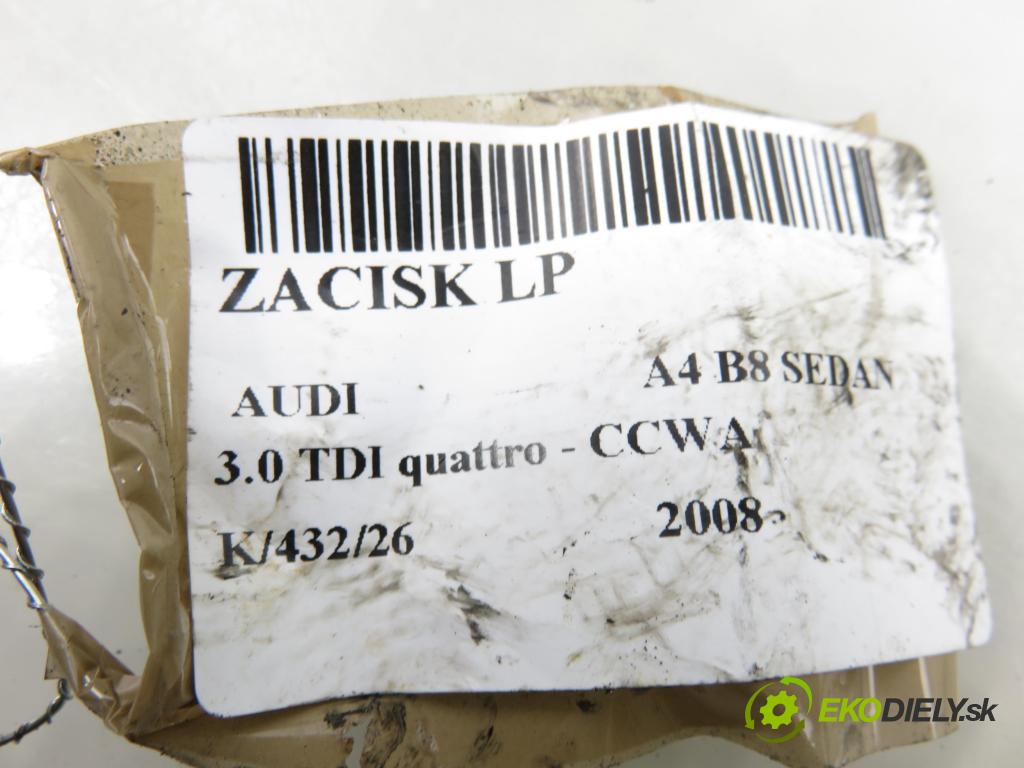 ZACISK LP
AUDI A4 B8 SEDAN
3.0 TDI quattro - CCWA
K/432/26 2008-
EKODIELY.sk